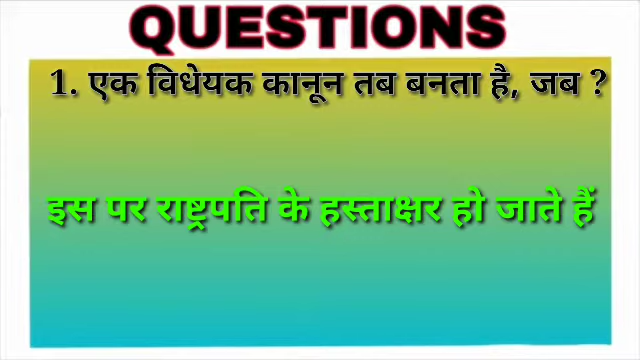 QUESTIONS
1. एक विधेयक कानून तब बनता है, जब ?
इस पर राष्ट्रपति के हस्ताक्षर हो जाते हैं